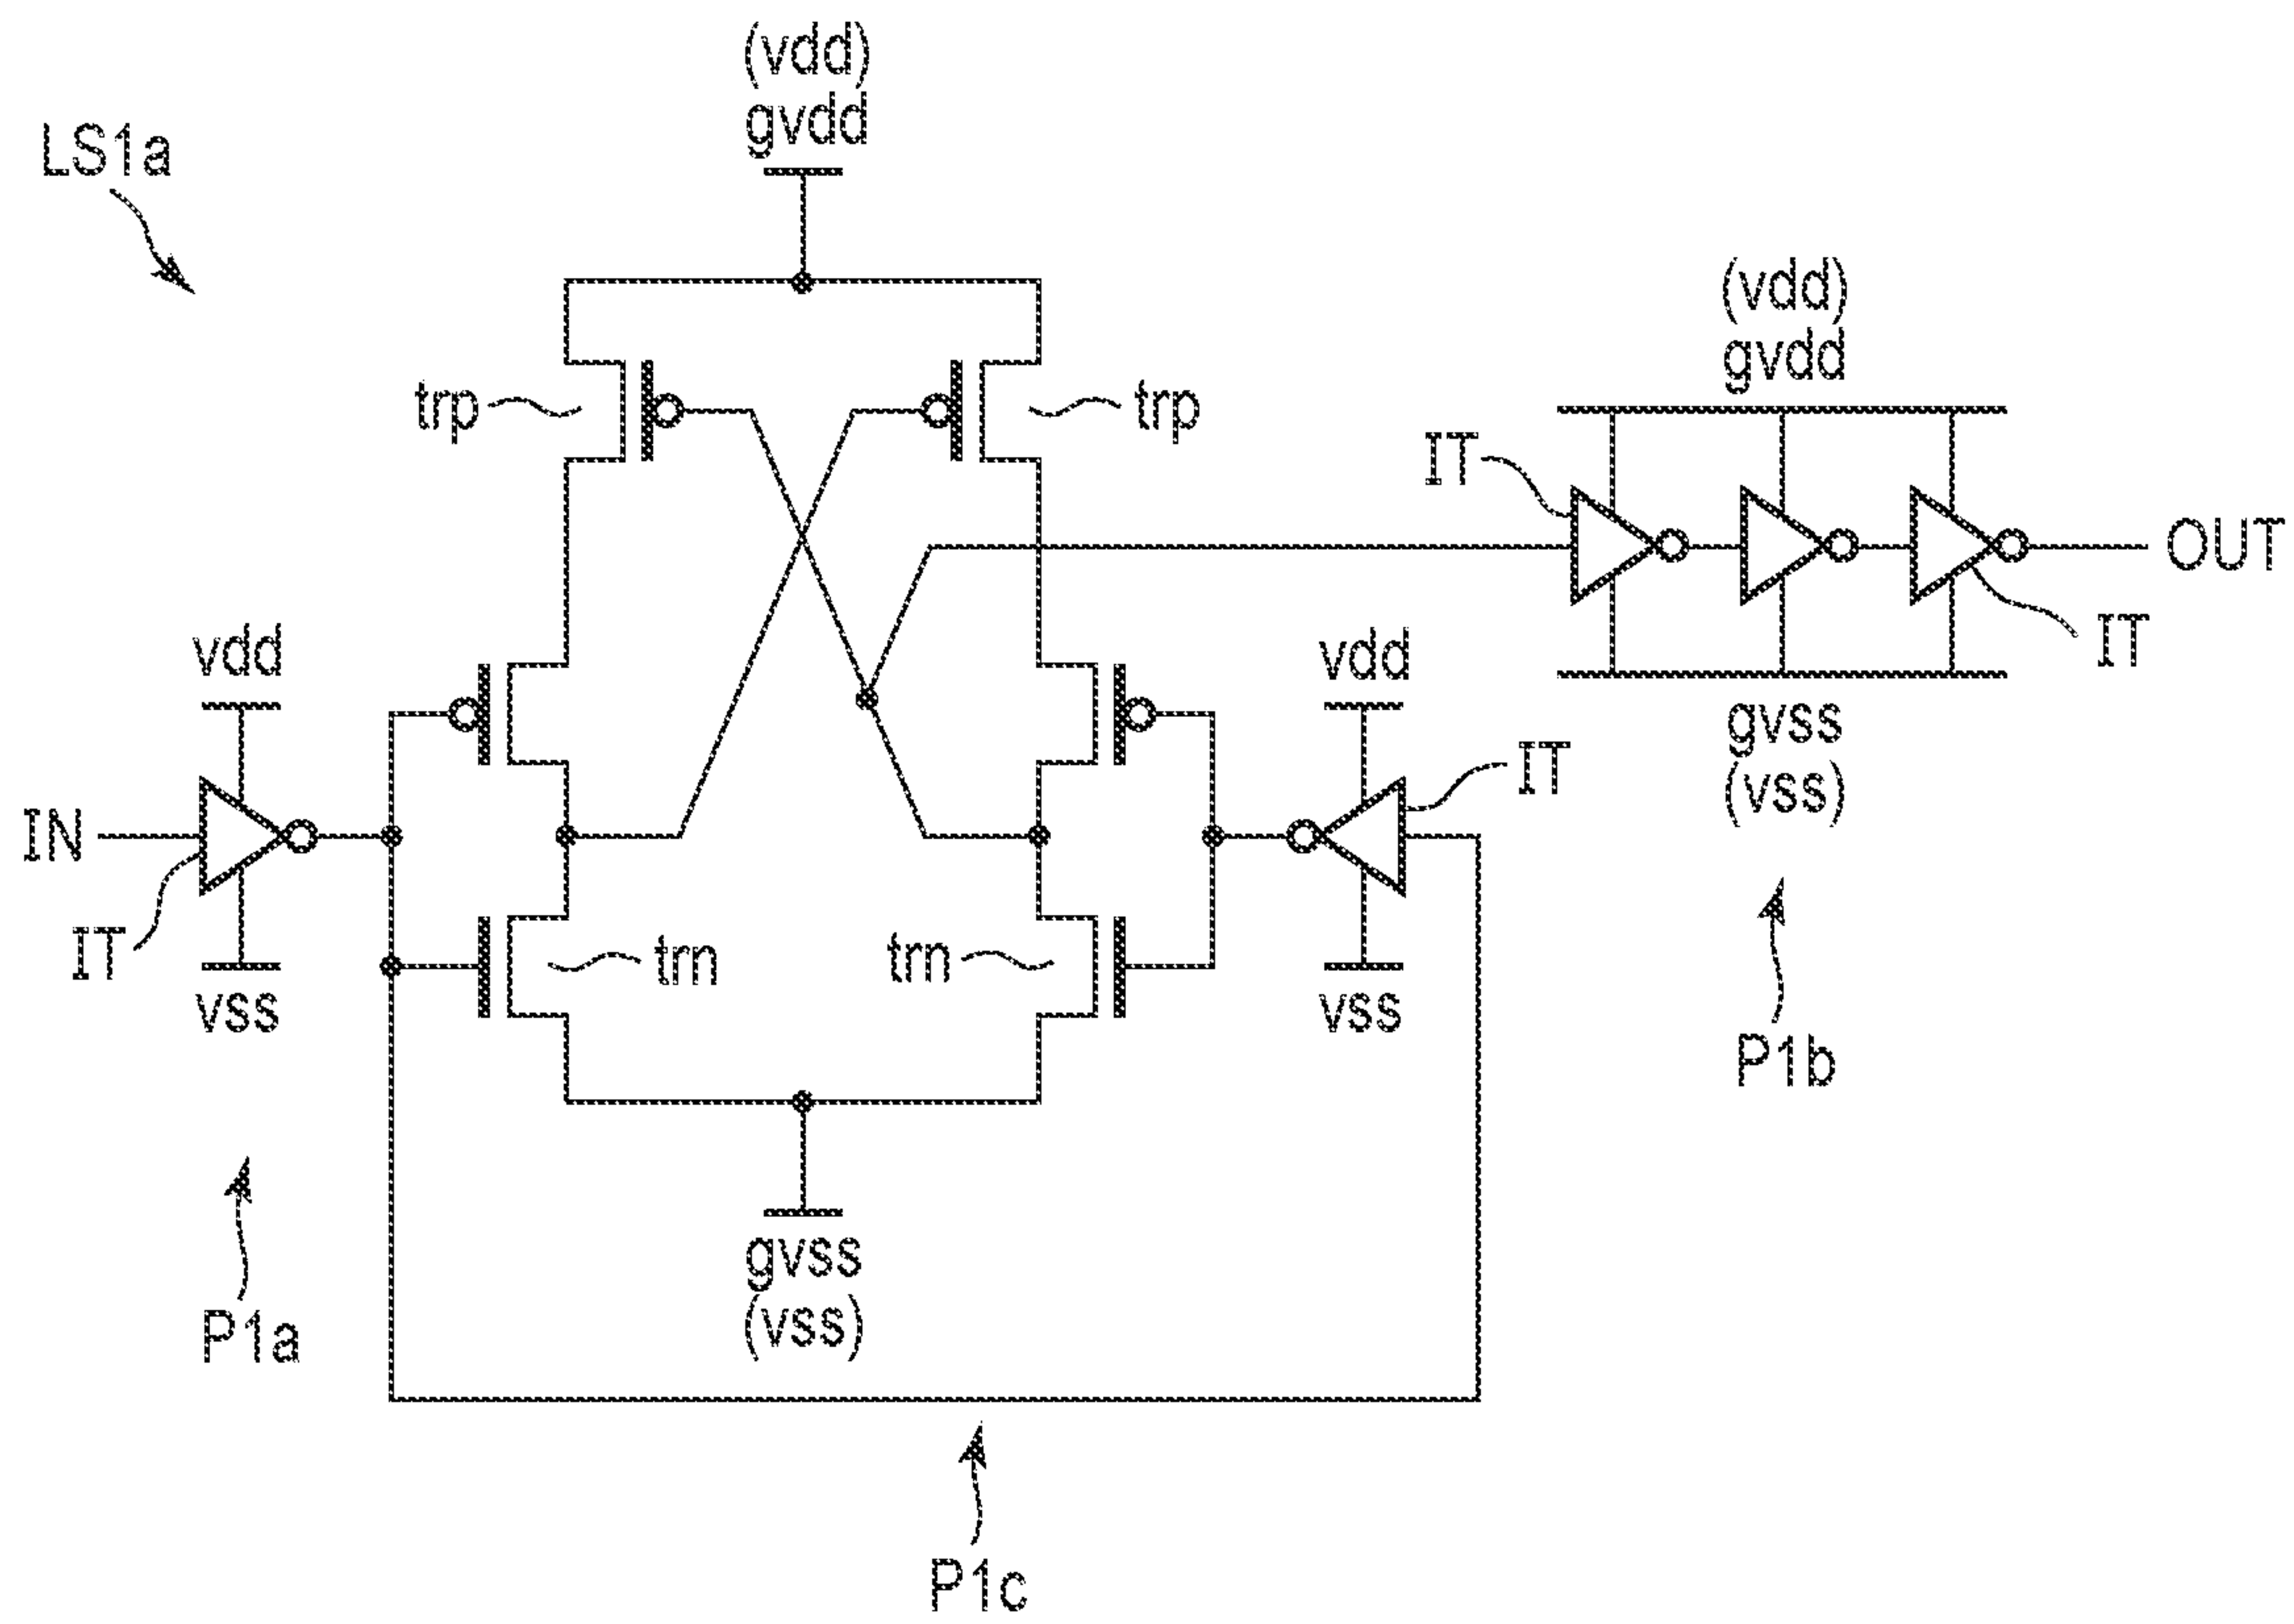 (vdd)
gvdd
LS1a
(vdd)
gvdd
trp
trp
IT
OUT
IT
vdd
vdd
gvss
(vss)
IT
IN
IT
trn
trn
vss
vss
P1b
gvss
(vss)
P1a
P1c